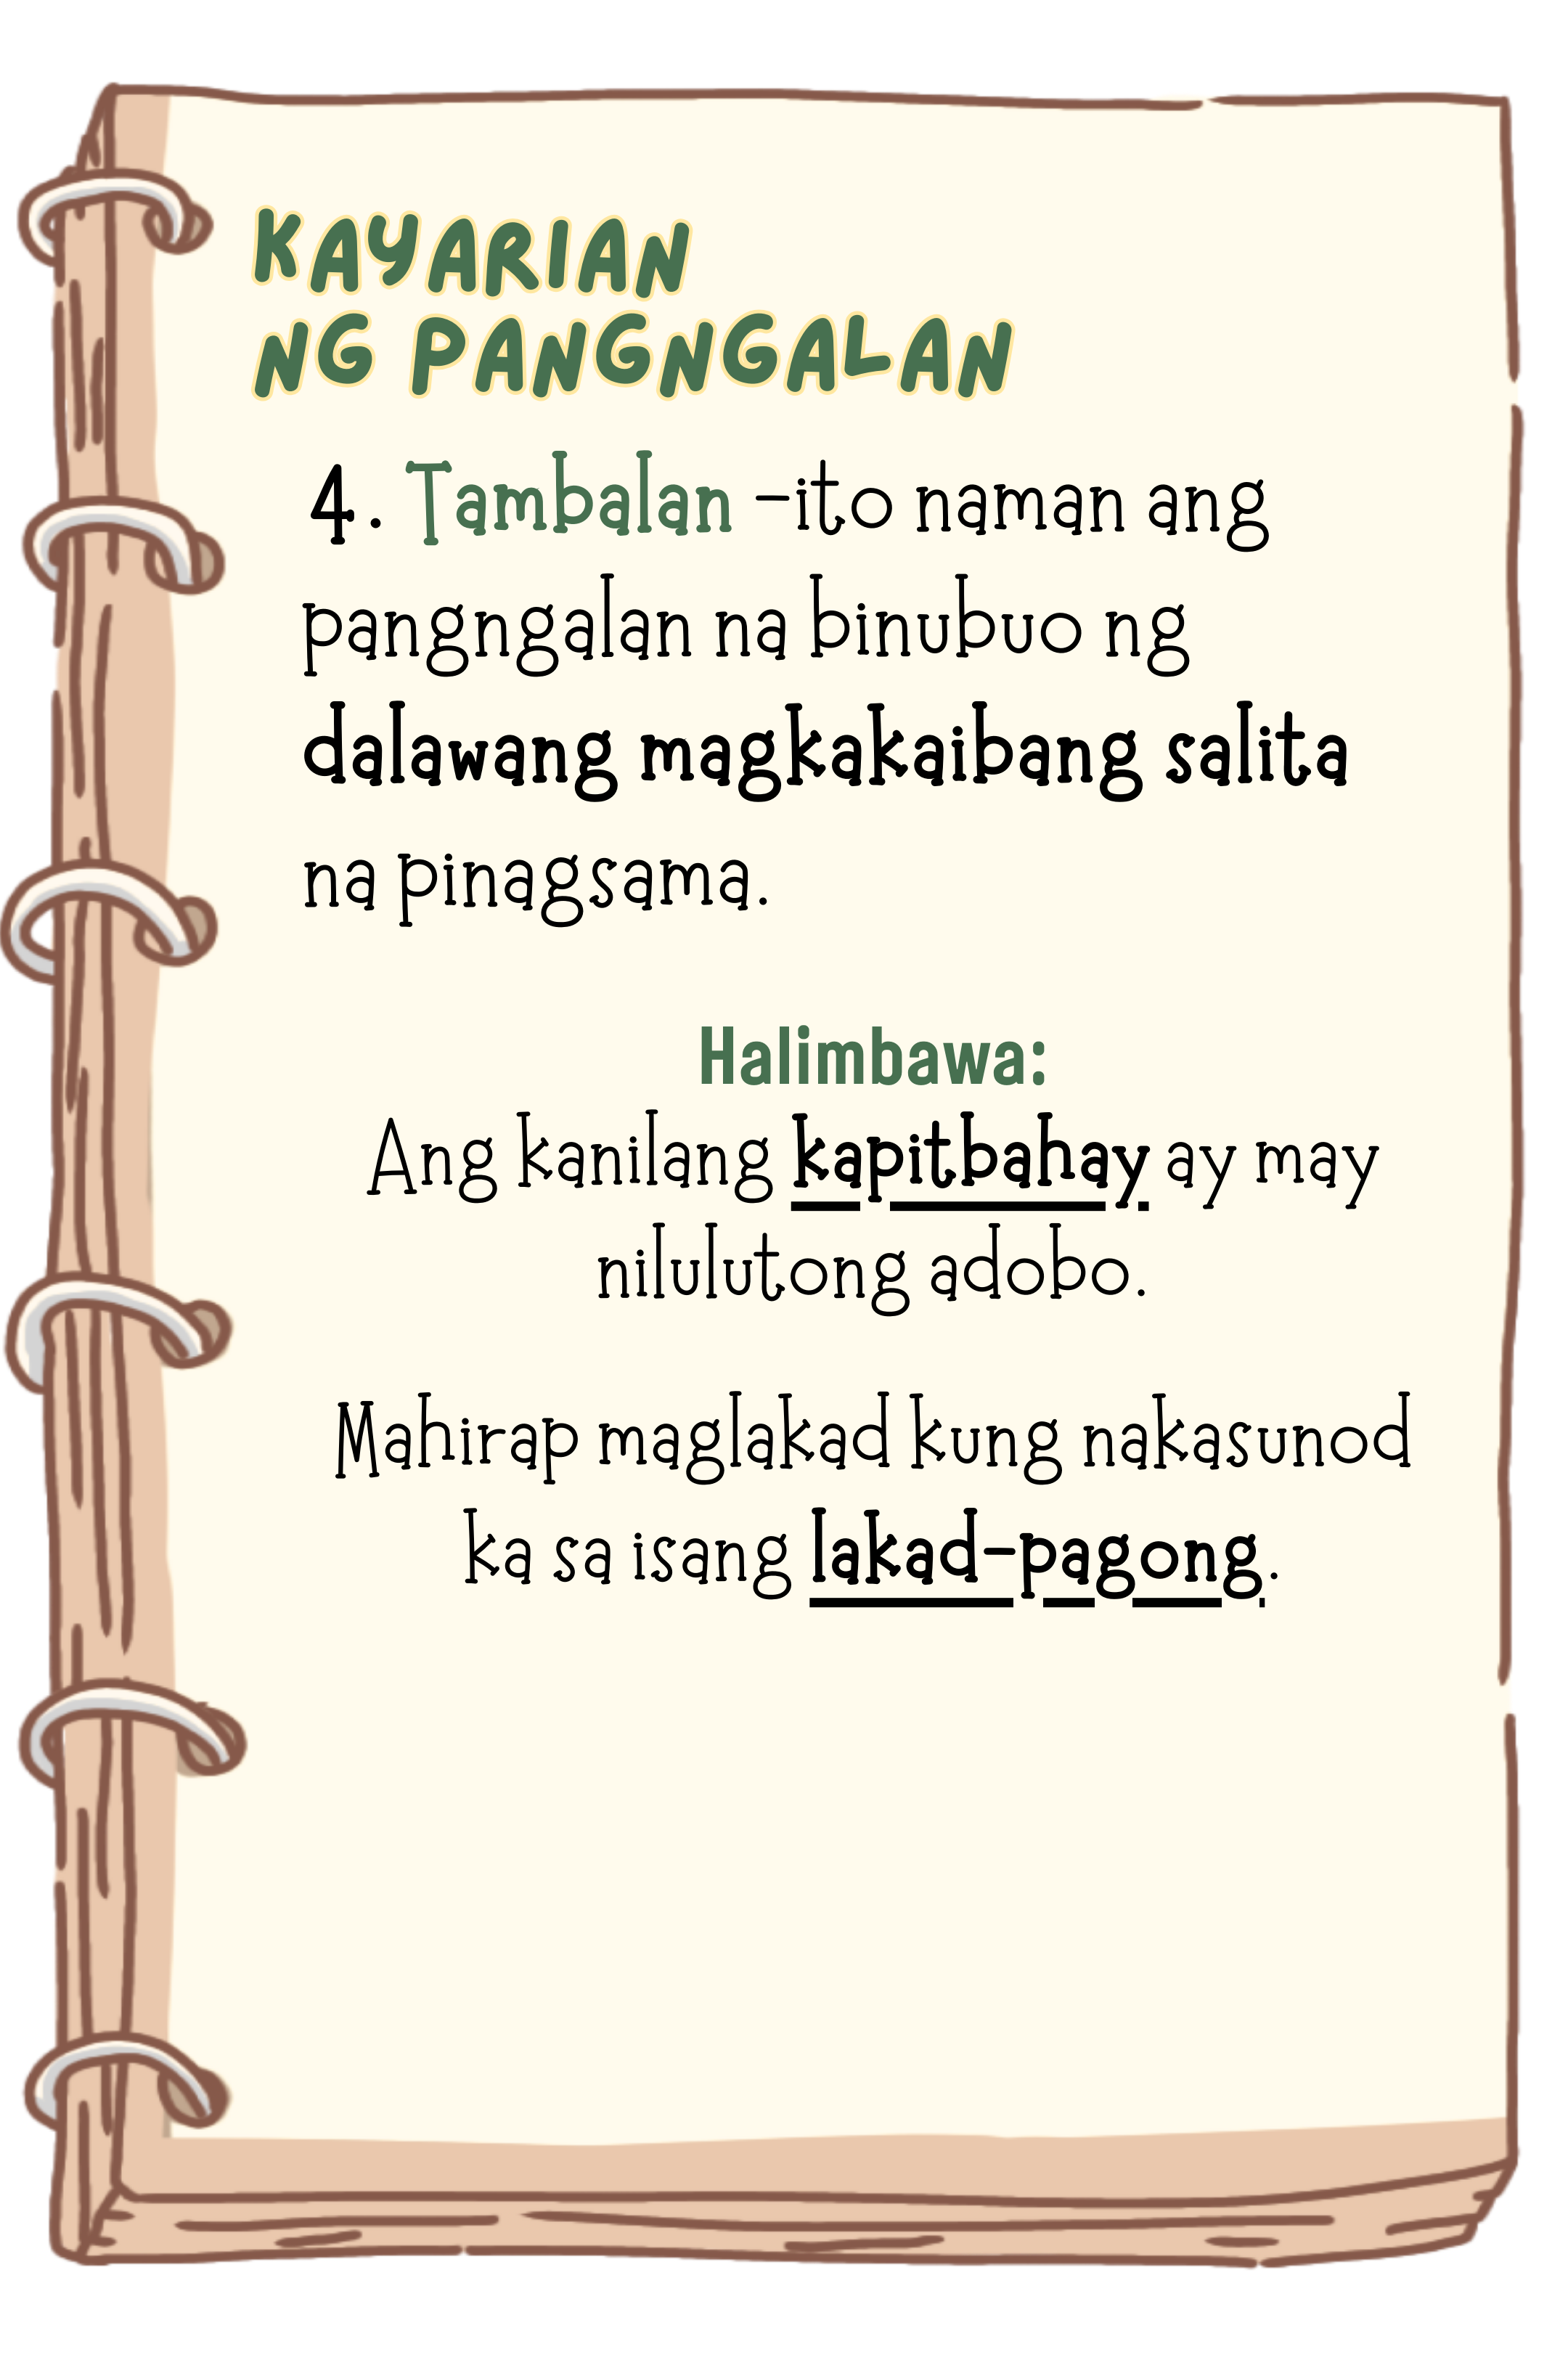 KAYARIAN
NG PANGNGALAN
4. Tambalan -ito naman ang
pangngalan na binubuo ng
dalawang magkakaibang salita
na pinagsama.
Halimbawa:
Ang kanilang kapitbahay ay may
nilulutong adobo.
Mahirap maglakad kung nakasunod
ka sa isang lakad-pagong.